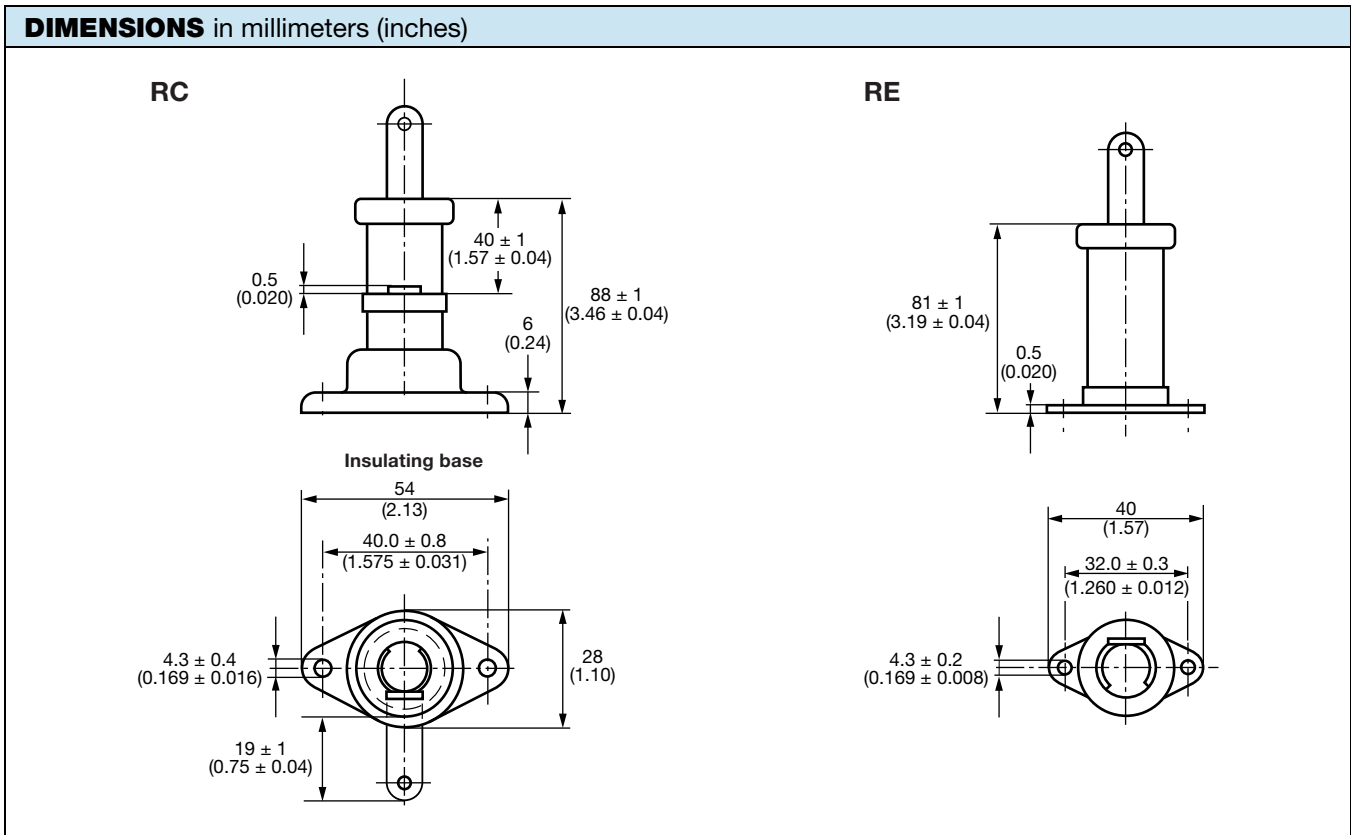 DIMENSIONS in millimeters (inches)
RC
RE
40 ± 1
(1.57 ± 0.04)
0.5
(0.020)
88 ± 1
(3.46 ± 0.04)
6
(0.24)
81 ± 1
(3.19 ± 0.04)
0.5
(0.020)
Insulating base
54
(2.13)
40.0 ± 0.8
(1.575 ± 0.031)
4.3 ± 0.4
(0.169 ± 0.016)
28
(1.10)
19 ± 1
(0.75 ± 0.04)
40
(1.57)
32.0 ± 0.3
(1.260 ± 0.012)
4.3 ± 0.2
(0.169 ± 0.008)